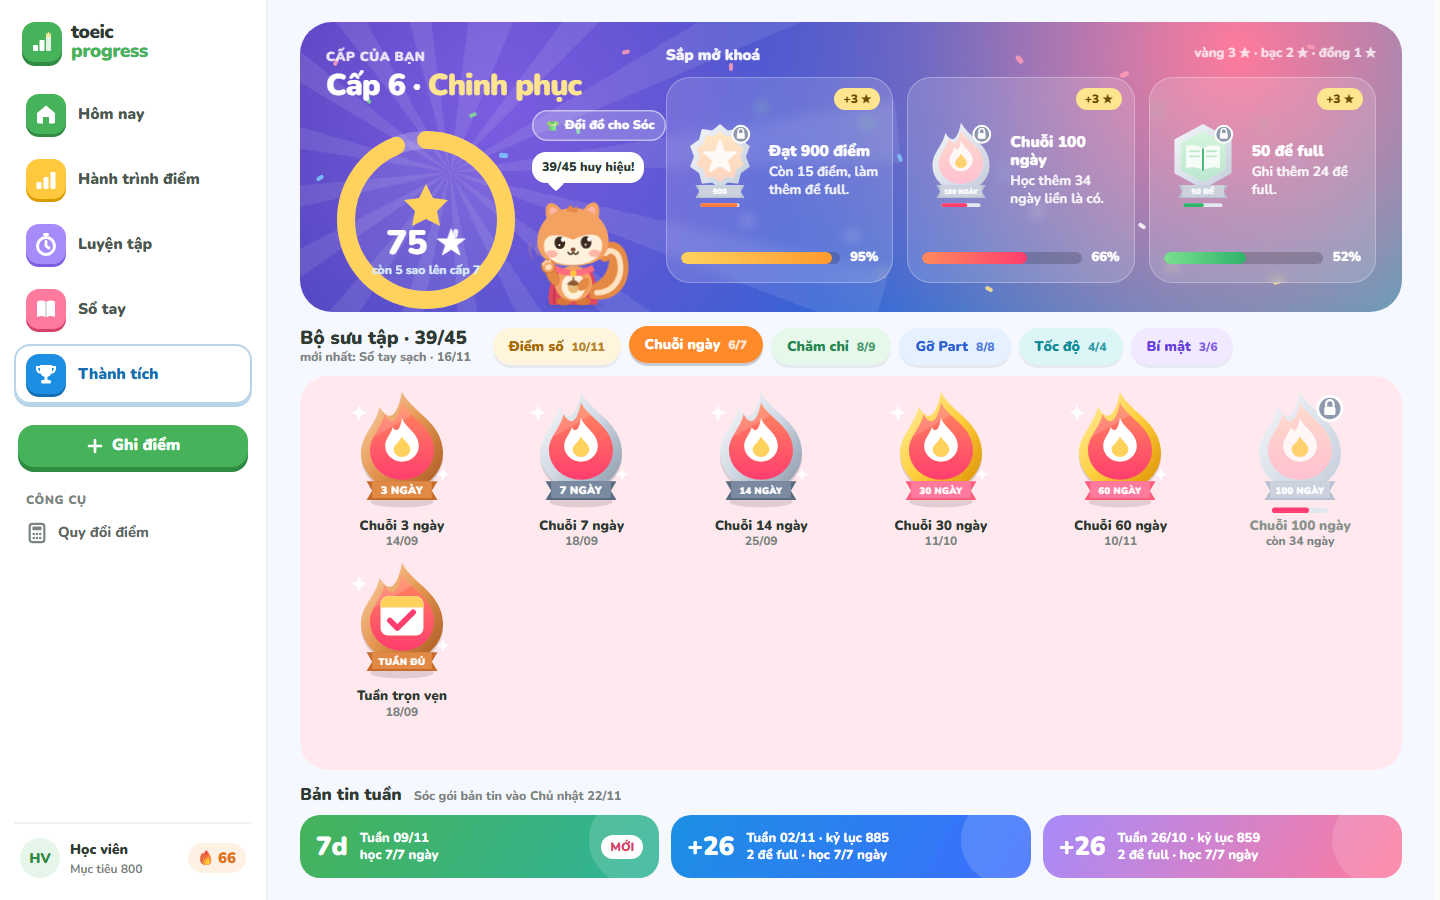 toeic
progress
Hôm nay
Hành trình điểm
Luyện tập
Sổ tay
Thành tích
+ Ghi điểm
CÔNG CỤ
Quy đổi điểm
HV
Học viên
Mục tiêu 800
66
CẤP CỦA BẠN
Cấp 6 · Chinh phục
Đổi đồ cho Sóc
39/45 huy hiệu!
75 ★
còn 5 sao lên cấp 7
Sắp mở khoá
vàng 3 ★ · bạc 2 ★ · đồng 1 ★
+3 ★
900
Đạt 900 điểm
Còn 15 điểm, làm
thêm đề full.
95%
+3 ★
100 NGÀY
Chuỗi 100
ngày
Học thêm 34
ngày liền là có.
66%
+3 ★
50 ĐỀ
50 đề full
Ghi thêm 24 đề
full.
52%
Bộ sưu tập · 39/45
mới nhất: Sổ tay sạch · 16/11
Điểm số 10/11
Chuỗi ngày 6/7
Chăm chỉ 8/9
Gỡ Part 8/8
Tốc độ 4/4
Bí mật 3/6
3 NGÀY
Chuỗi 3 ngày
14/09
7 NGÀY
Chuỗi 7 ngày
18/09
14 NGÀY
Chuỗi 14 ngày
25/09
30 NGÀY
Chuỗi 30 ngày
11/10
60 NGÀY
Chuỗi 60 ngày
10/11
100 NGÀY
Chuỗi 100 ngày
còn 34 ngày
TUẦN ĐỦ
Tuần trọn vẹn
18/09
Bản tin tuần
Sóc gói bản tin vào Chủ nhật 22/11
7d
Tuần 09/11
học 7/7 ngày
MỚI
+26
Tuần 02/11 · kỷ lục 885
2 đề full · học 7/7 ngày
+26
Tuần 26/10 · kỷ lục 859
2 đề full · học 7/7 ngày